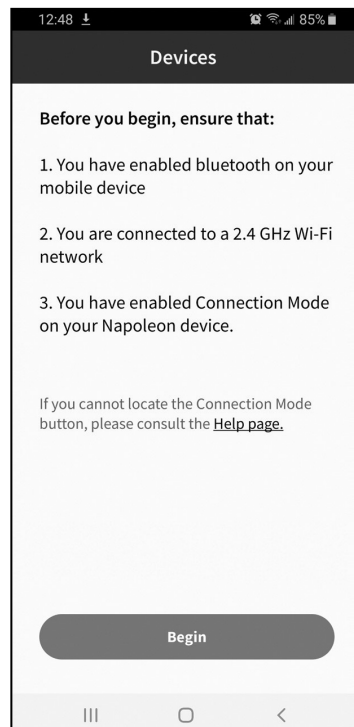 12:48 85%
Devices
Before you begin, ensure that:
1. You have enabled bluetooth on your
mobile device
2. You are connected to a 2.4 GHz Wi-Fi
network
3. You have enabled Connection Mode
on your Napoleon device.
If you cannot locate the Connection Mode
button, please consult the Help page.
Begin